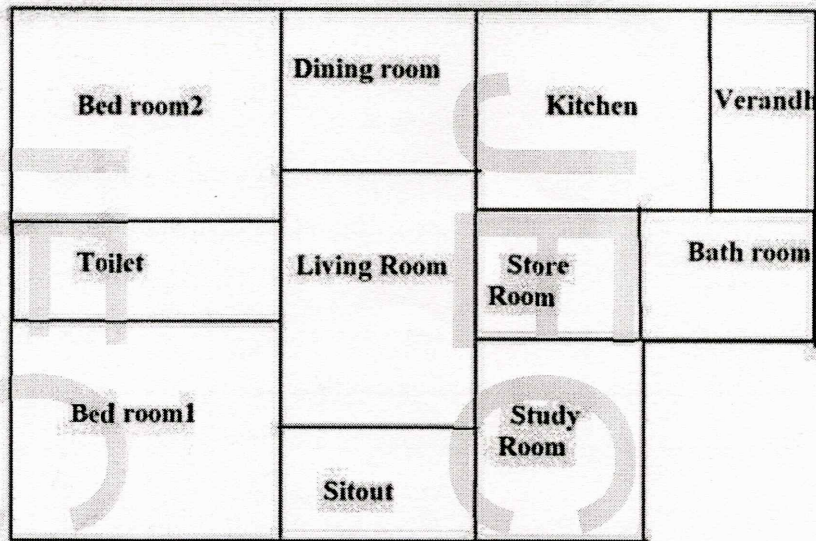 Dining room
Bed room2
Kitchen
Verandh
Toilet
Living Room
Store
Room
Bath room
Bed room1
Study
Room
Sitout